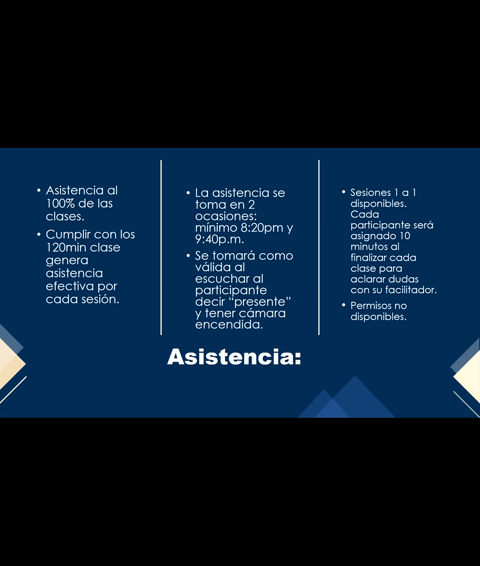 • Asistencia al
100% de las
clases.
• Cumplir con los
120min clase
genera
asistencia
efectiva por
cada sesión.
• La asistencia se
toma en 2
ocasiones:
mínimo 8:20pm y
9:40p.m.
• Se tomará como
válida al
escuchar al
participante
decir “presente”
y tener cámara
encendida.
• Sesiones 1 a 1
disponibles.
Cada
participante será
asignado 10
minutos al
finalizar cada
clase para
aclarar dudas
con su facilitador.
• Permisos no
disponibles.
Asistencia: